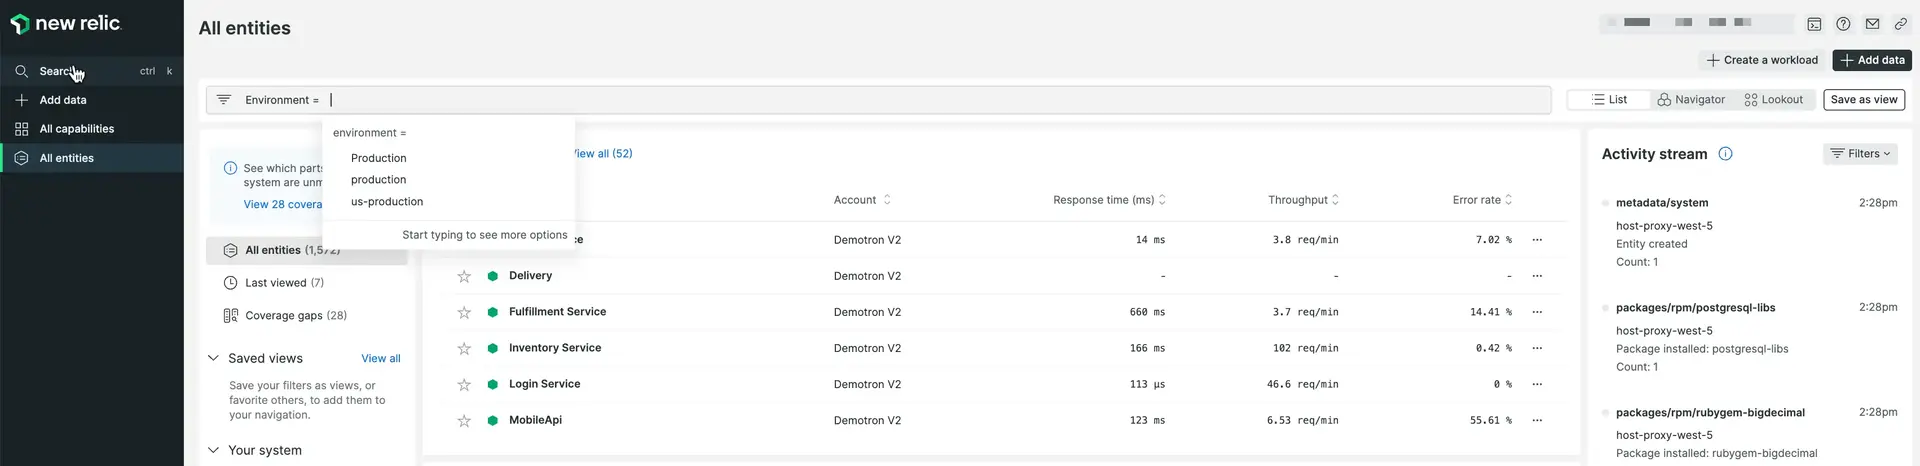 new relic
Search ctrl k
Add data
All capabilities
All entities
All entities
Create a workload
Add data
Environment =
List
Navigator
Lookout
Save as view
environment =
Production
production
us-production
Start typing to see more options
See which parts
system are
View 28
All entities (1,572)
Last viewed (7)
Coverage gaps (28)
Saved views View all
Save your filters as views, or
favorite others, to add them to
your navigation.
Your system
View all (52)
Account Response time (ms) Throughput Error rate
Demotron V2 14 ms 3.8 req/min 7.02 % ...
Delivery Demotron V2 - - - ...
Fulfillment Service Demotron V2 660 ms 3.7 req/min 14.41 % ...
Inventory Service Demotron V2 166 ms 102 req/min 0.42 % ...
Login Service Demotron V2 113 µs 46.6 req/min 0 % ...
MobileApi Demotron V2 123 ms 6.53 req/min 55.61 % ...
Activity stream
Filters
metadata/system 2:28pm
host-proxy-west-5
Entity created
Count: 1
packages/rpm/postgresql-libs 2:28pm
host-proxy-west-5
Package installed: postgresql-libs
Count: 1
packages/rpm/rubygem-bigdecimal 2:28pm
host-proxy-west-5
Package installed: rubygem-bigdecimal